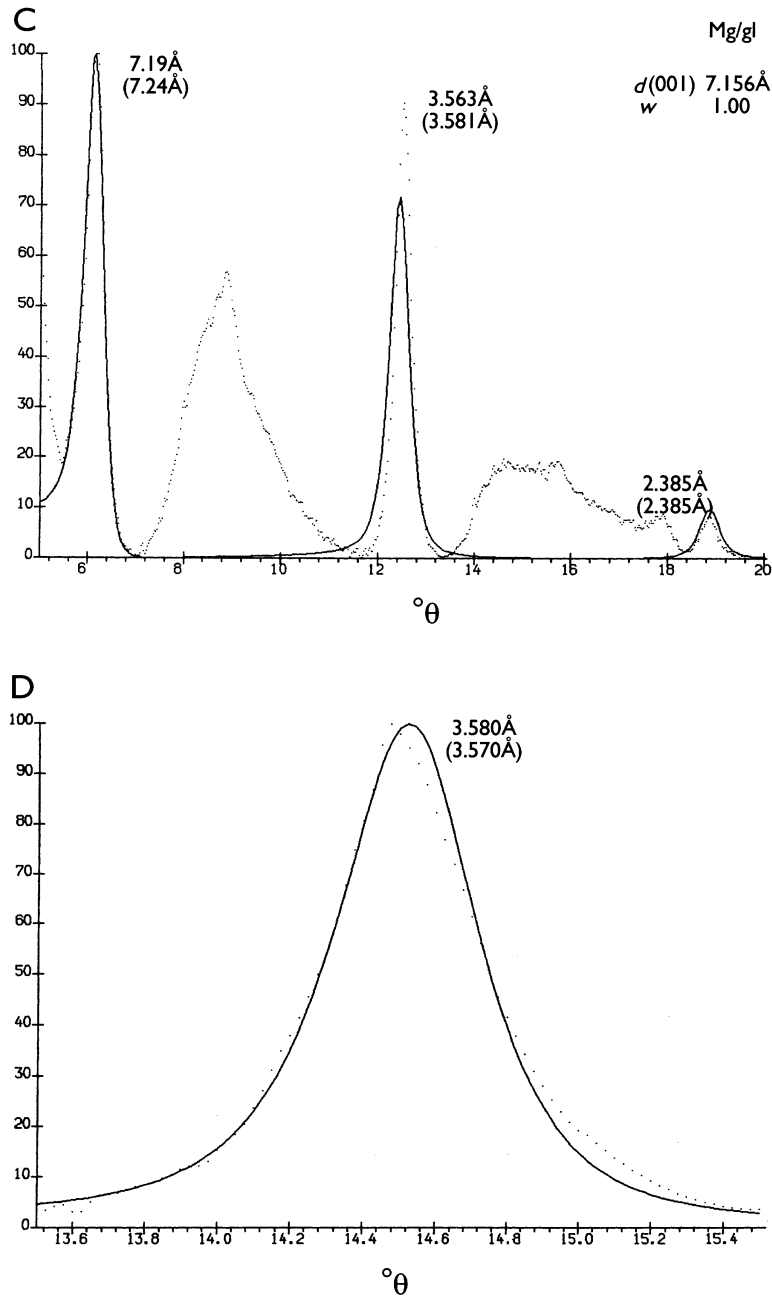 C
Mg/gl
100
7.19Å
(7.24Å)
d(001) 7.156Å
w 1.00
3.563Å
(3.581Å)
90
80
70
60
50
40
30
20
2.385Å
(2.385Å)
10
0
6 8 10 12 14 16 18 20
°θ
D
100
3.580Å
(3.570Å)
90
80
70
60
50
40
30
20
10
0
13.6 13.8 14.0 14.2 14.4 14.6 14.8 15.0 15.2 15.4
°θ